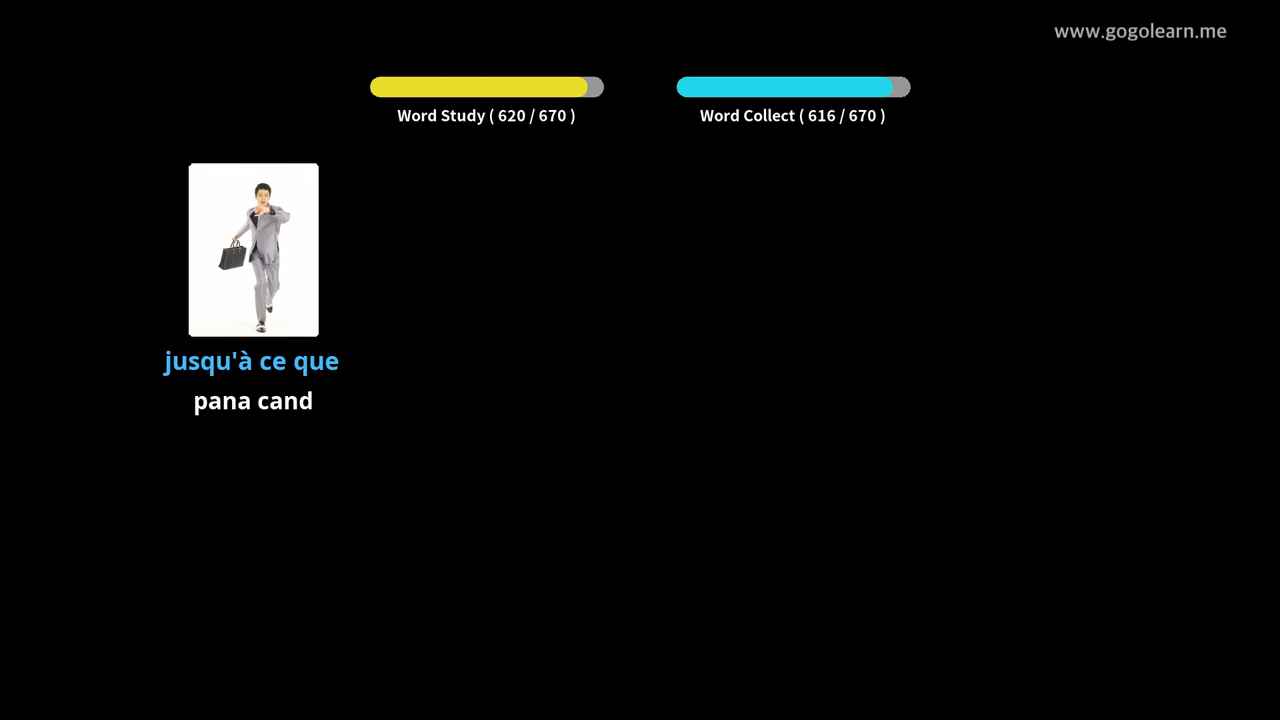 www.gogolearn.me
Word Study ( 620 / 670 )
Word Collect ( 616 / 670 )
jusqu'à ce que
pana cand